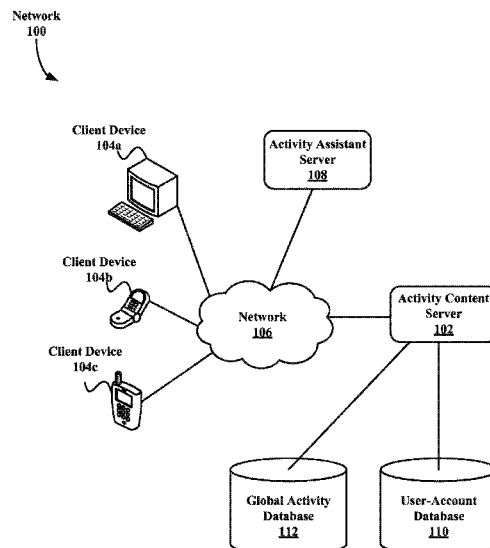 Network
100
Client Device
104a
Activity Assistant
Server
108
Client Device
104b
Network
106
Activity Content
Server
102
Client Device
104c
Global Activity
Database
112
User-Account
Database
110